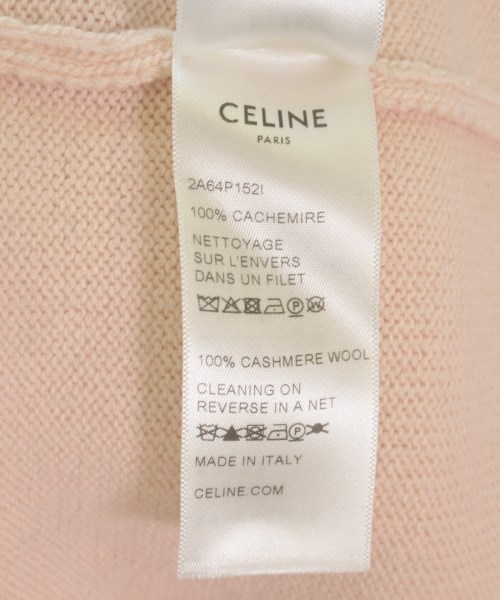 CELINE
PARIS
2A64P152I
100% CACHEMIRE
NETTOYAGE
SUR L'ENVERS
DANS UN FILET
100% CASHMERE WOOL
CLEANING ON
REVERSE IN A NET
MADE IN ITALY
CELINE.COM